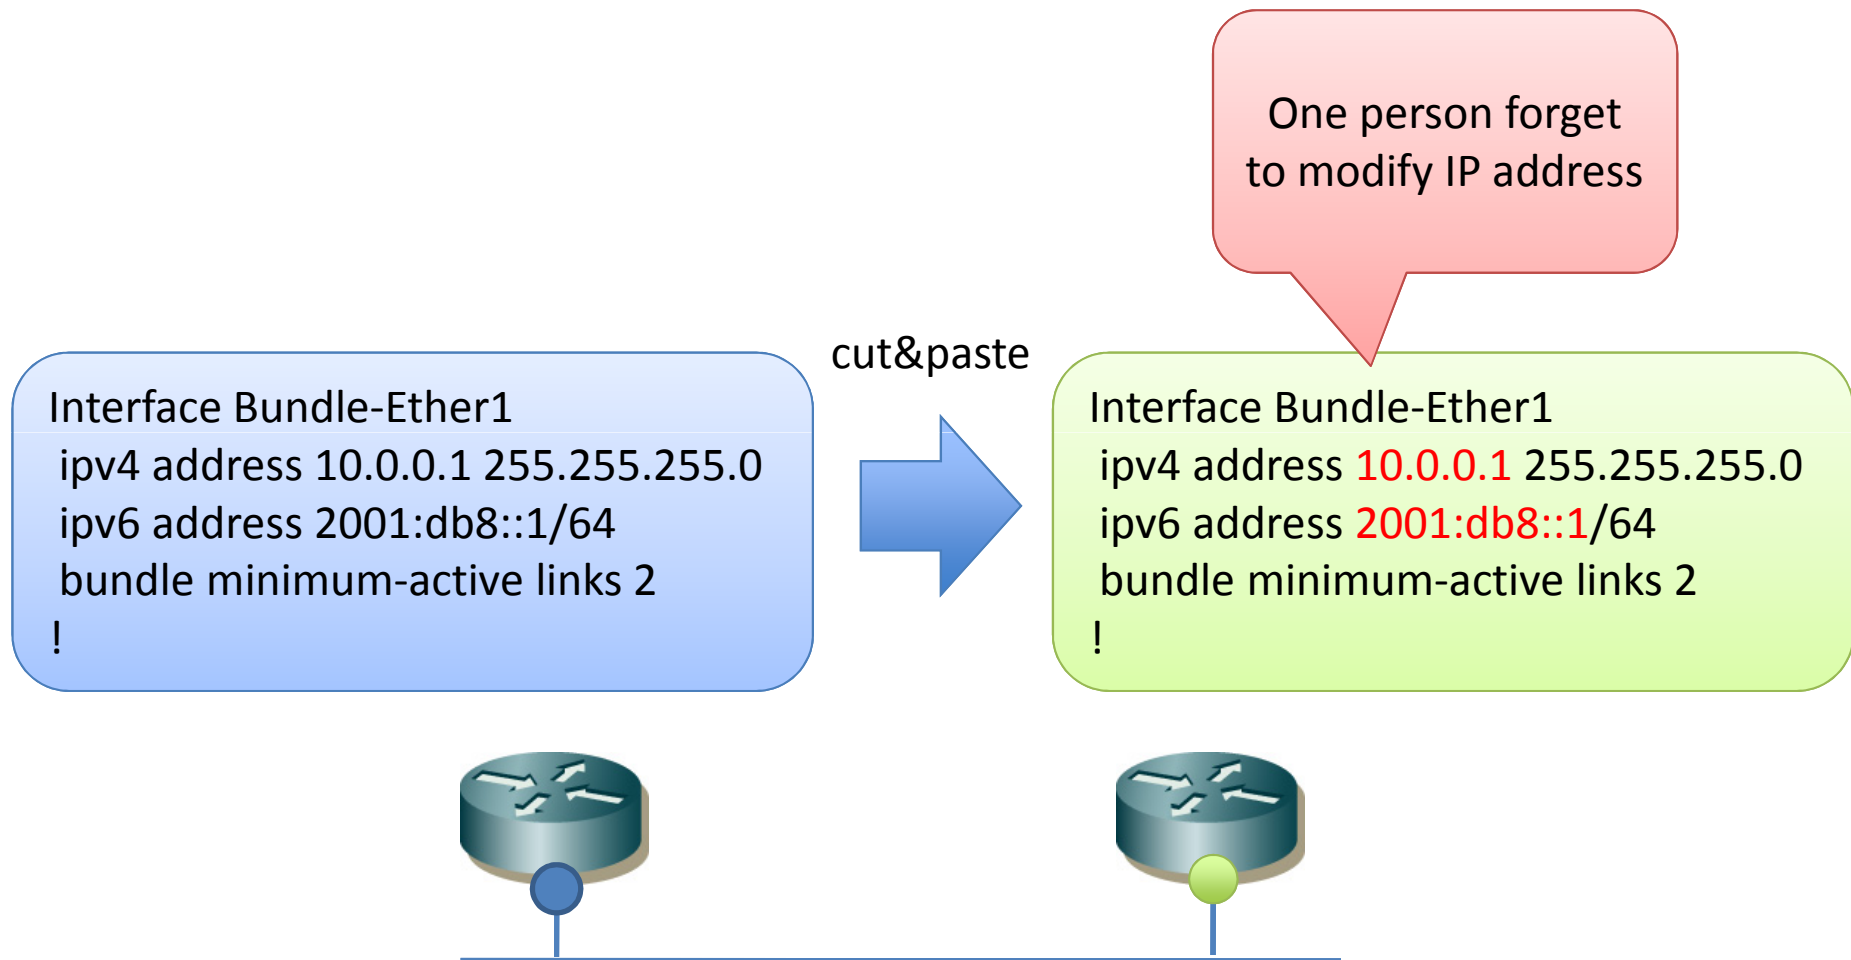 One person forget
to modify IP address
cut&paste
Interface Bundle-Ether1
ipv4 address 10.0.0.1 255.255.255.0
ipv6 address 2001:db8::1/64
bundle minimum-active links 2
!
Interface Bundle-Ether1
ipv4 address 10.0.0.1 255.255.255.0
ipv6 address 2001:db8::1/64
bundle minimum-active links 2
!